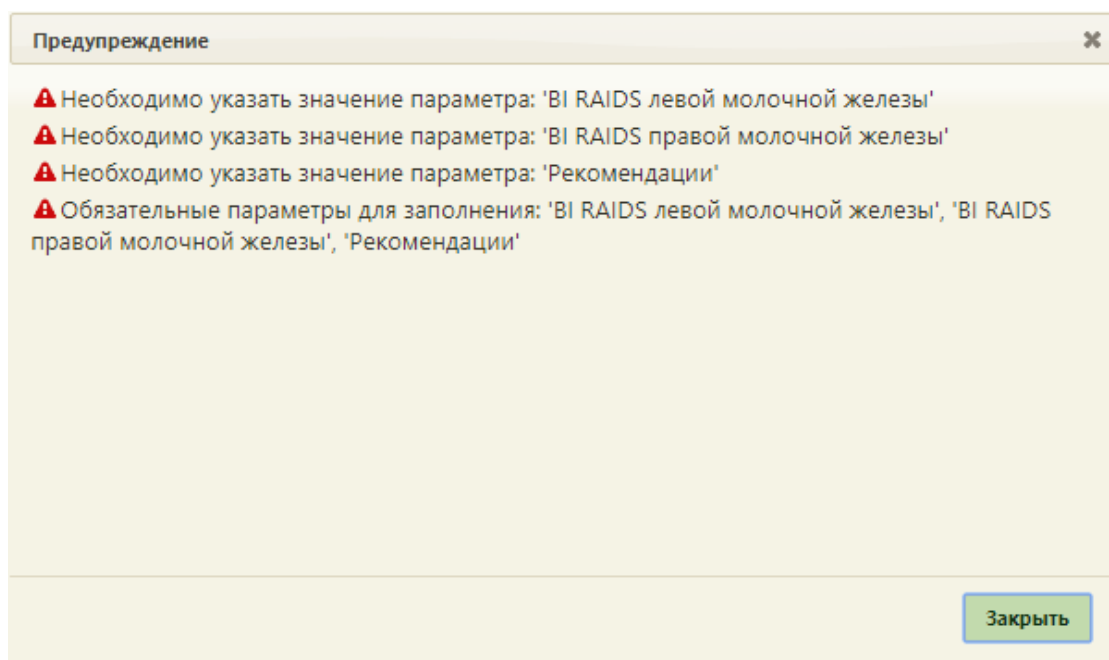 Предупреждение
Необходимо указать значение параметра: 'BI RAIDS левой молочной железы'
Необходимо указать значение параметра: 'BI RAIDS правой молочной железы'
Необходимо указать значение параметра: 'Рекомендации'
Обязательные параметры для заполнения: 'BI RAIDS левой молочной железы', 'BI RAIDS
правой молочной железы', 'Рекомендации'
Закрыть